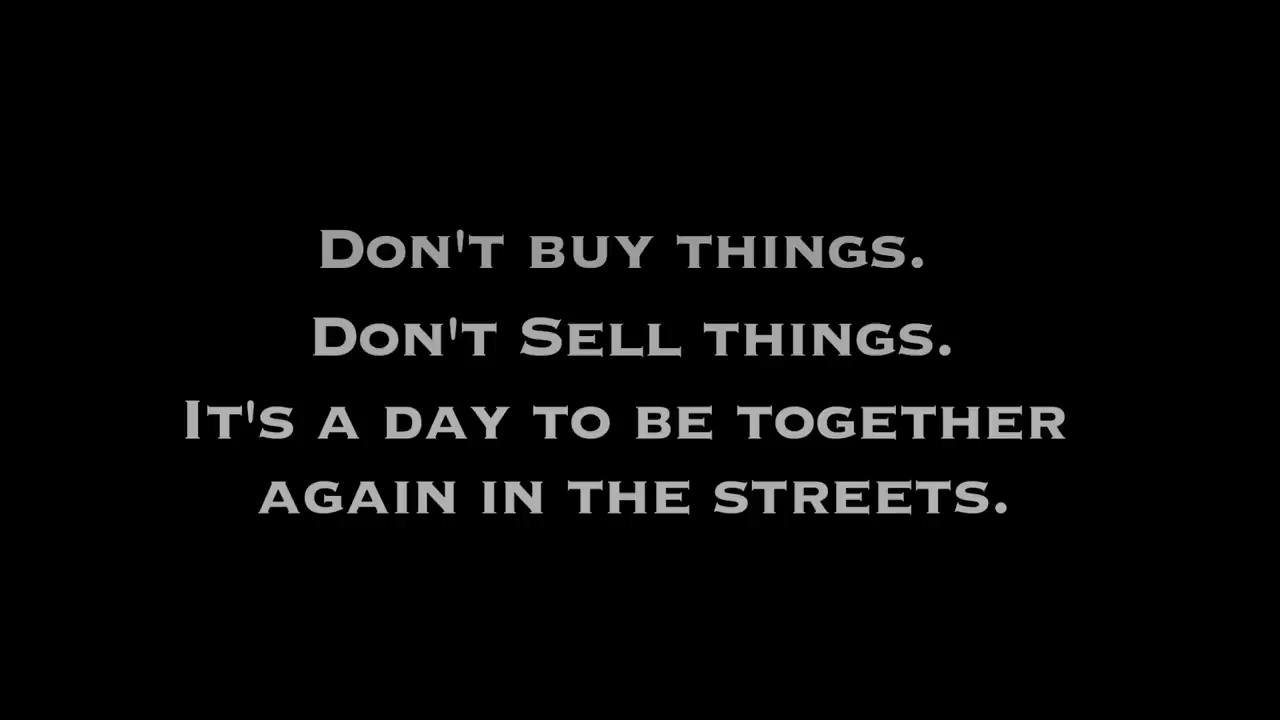 Don't buy things.
Don't Sell things.
It's a day to be together
again in the streets.